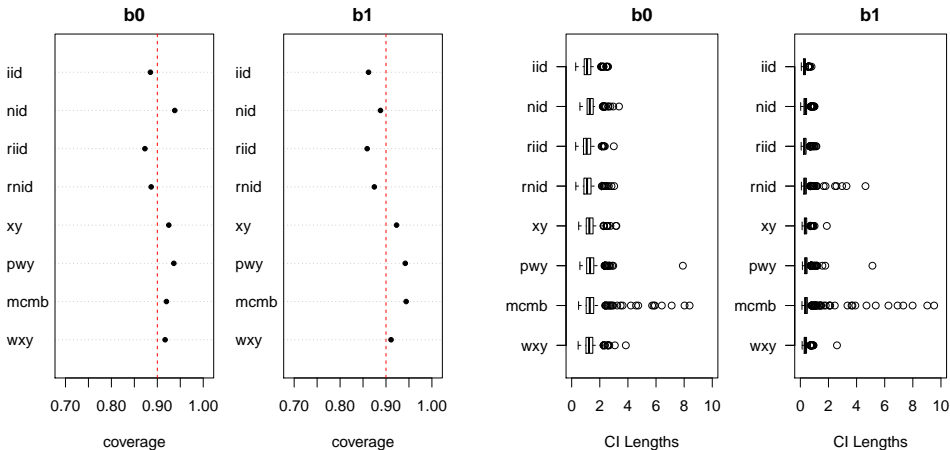 b0
iid
nid
riid
rnid
xy
pwy
mcmb
wxy
0.70 0.80 0.90 1.00
coverage
b1
iid
nid
riid
rnid
xy
pwy
mcmb
wxy
0.70 0.80 0.90 1.00
coverage
b0
iid
nid
riid
rnid
xy
pwy
mcmb
wxy
0 2 4 6 8 10
CI Lengths
b1
iid
nid
riid
rnid
xy
pwy
mcmb
wxy
0 2 4 6 8 10
CI Lengths